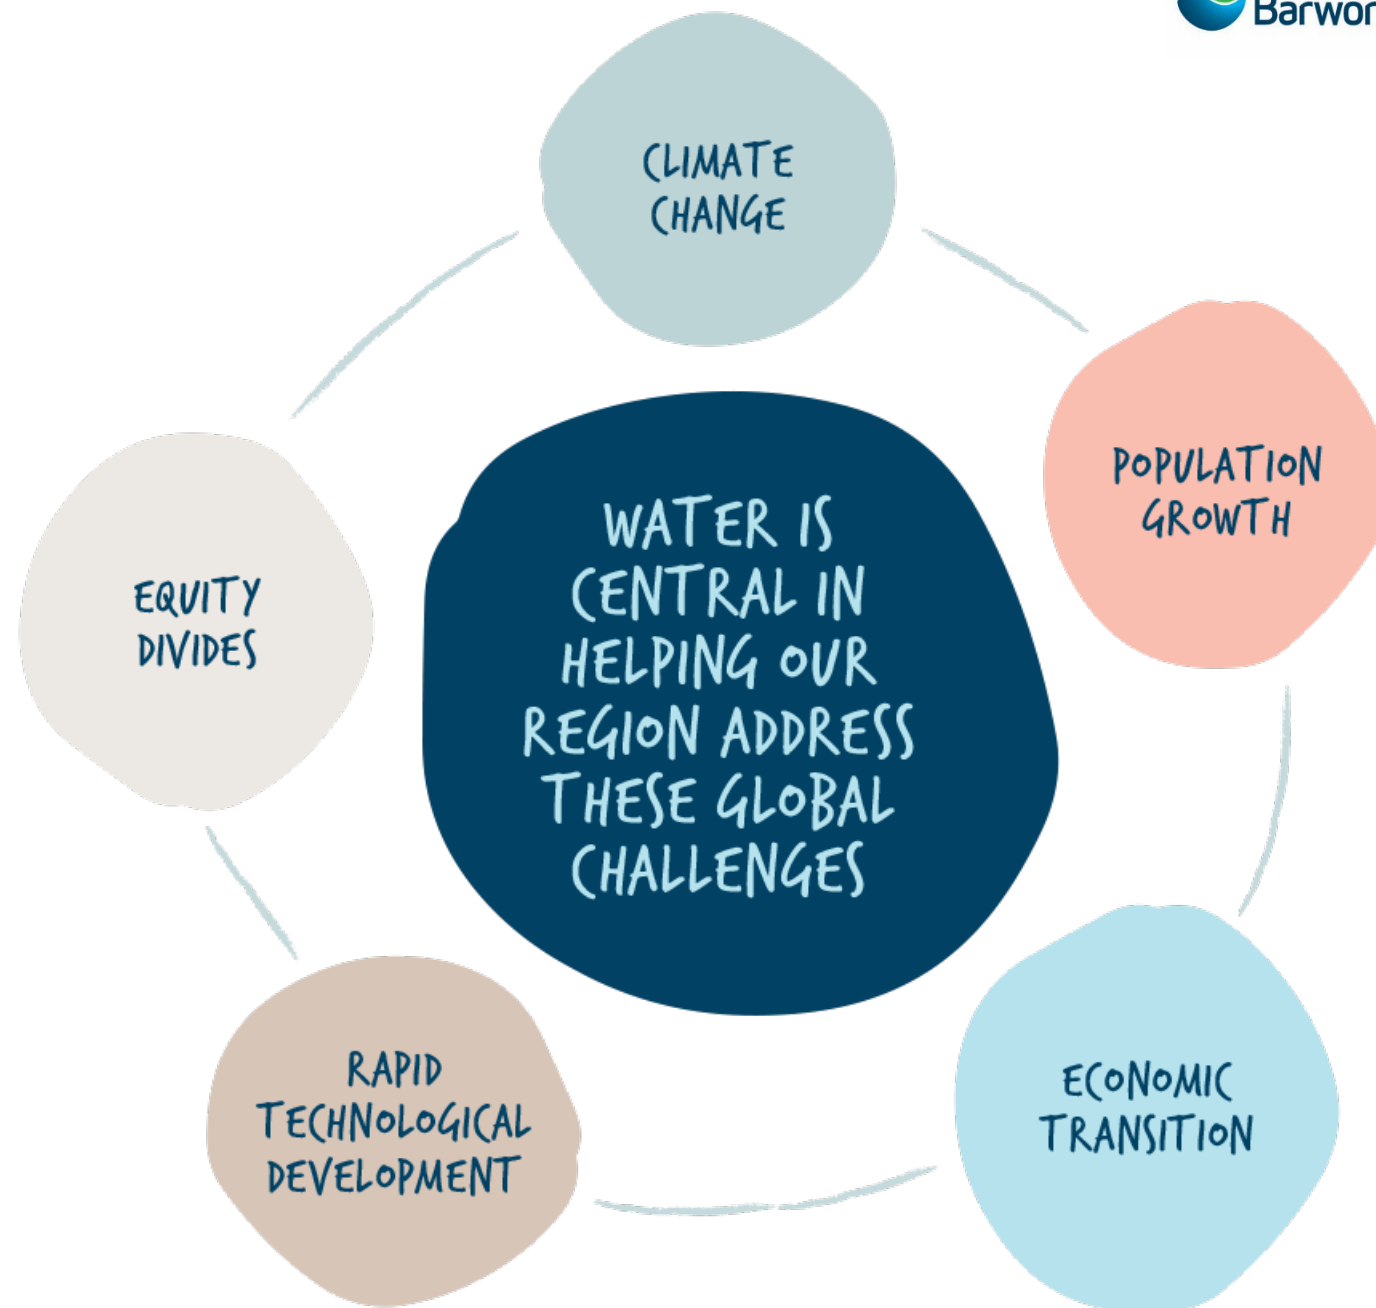 CLIMATE
CHANGE
POPULATION
GROWTH
WATER IS
CENTRAL IN
HELPING OUR
REGION ADDRESS
THESE GLOBAL
CHALLENGES
EQUITY
DIVIDES
ECONOMIC
TRANSITION
RAPID
TECHNOLOGICAL
DEVELOPMENT